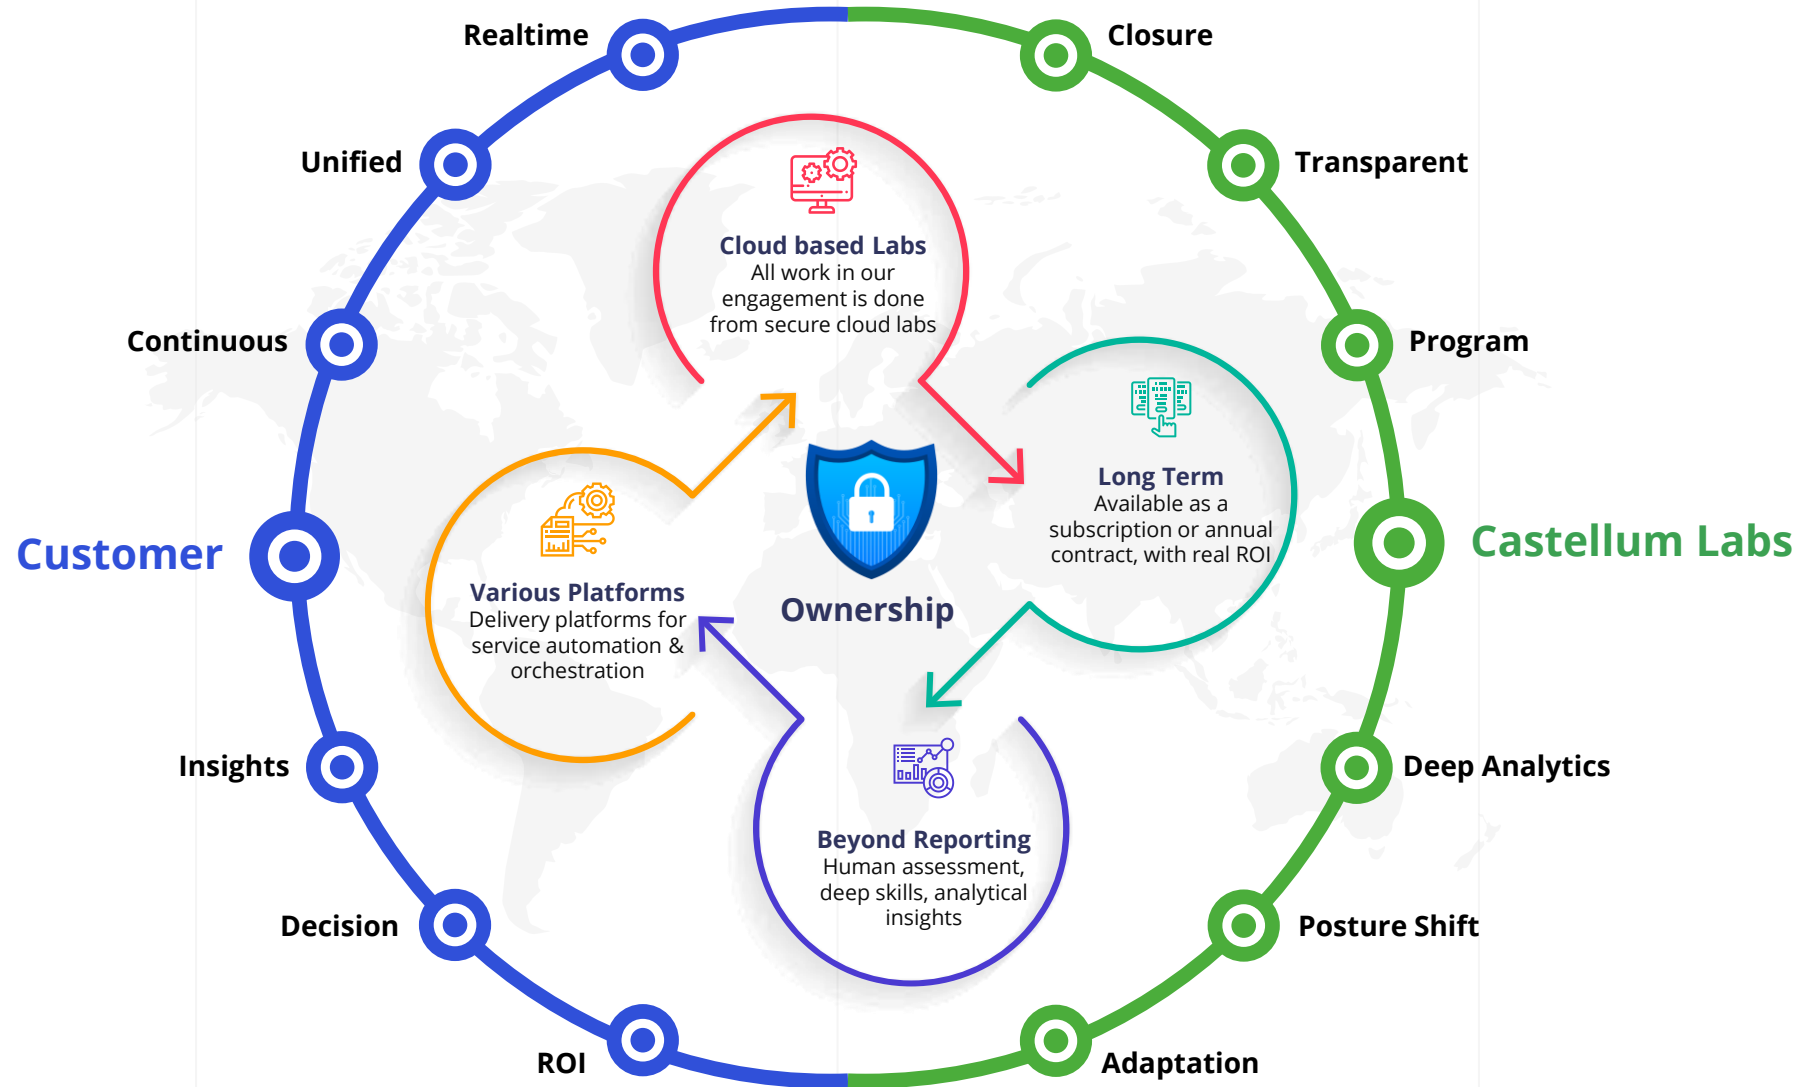 Realtime
Closure
Unified
Transparent
Cloud based Labs
All work in our
engagement is done
from secure cloud labs
Continuous
Program
Long Term
Available as a
subscription or annual
contract, with real ROI
Customer
Castellum Labs
Various Platforms
Delivery platforms for
service automation &
orchestration
Ownership
Insights
Deep Analytics
Beyond Reporting
Human assessment,
deep skills, analytical
insights
Decision
Posture Shift
ROI
Adaptation